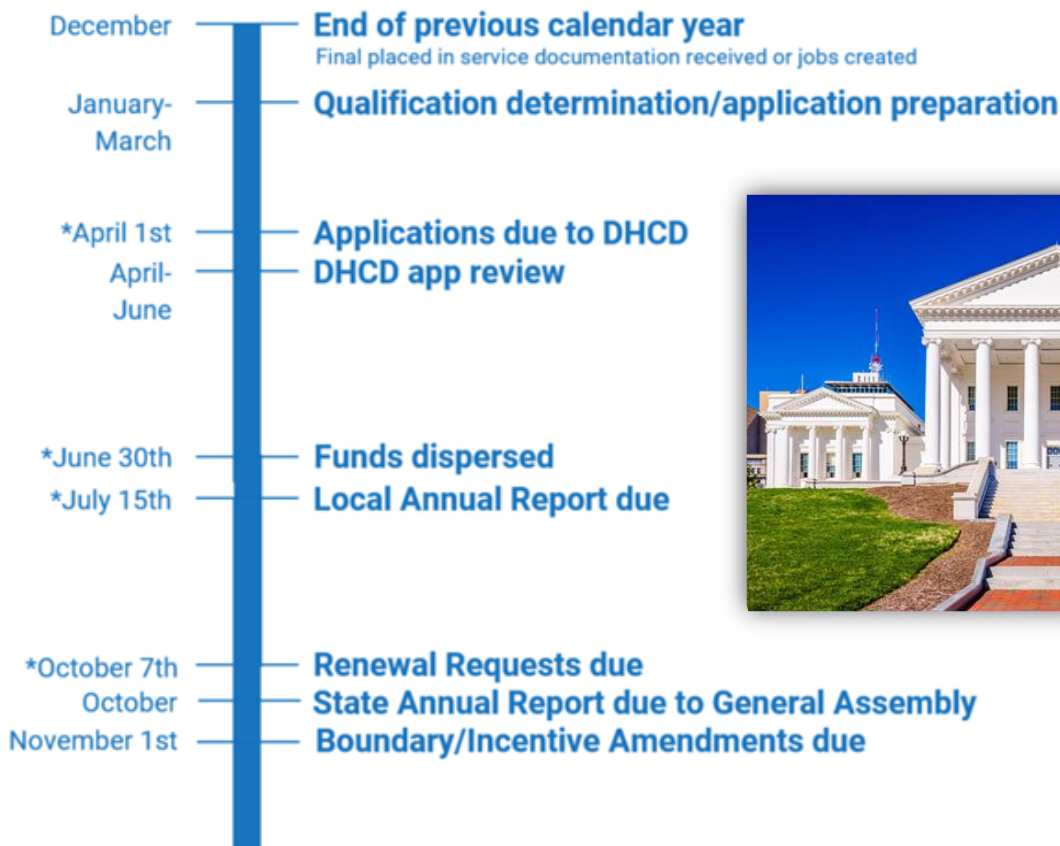 December
End of previous calendar year
Final placed in service documentation received or jobs created
January-
March
Qualification determination/application preparation
*April 1st
Applications due to DHCD
April-
June
DHCD app review
*June 30th
Funds dispersed
*July 15th
Local Annual Report due
*October 7th
Renewal Requests due
October
State Annual Report due to General Assembly
November 1st
Boundary/Incentive Amendments due